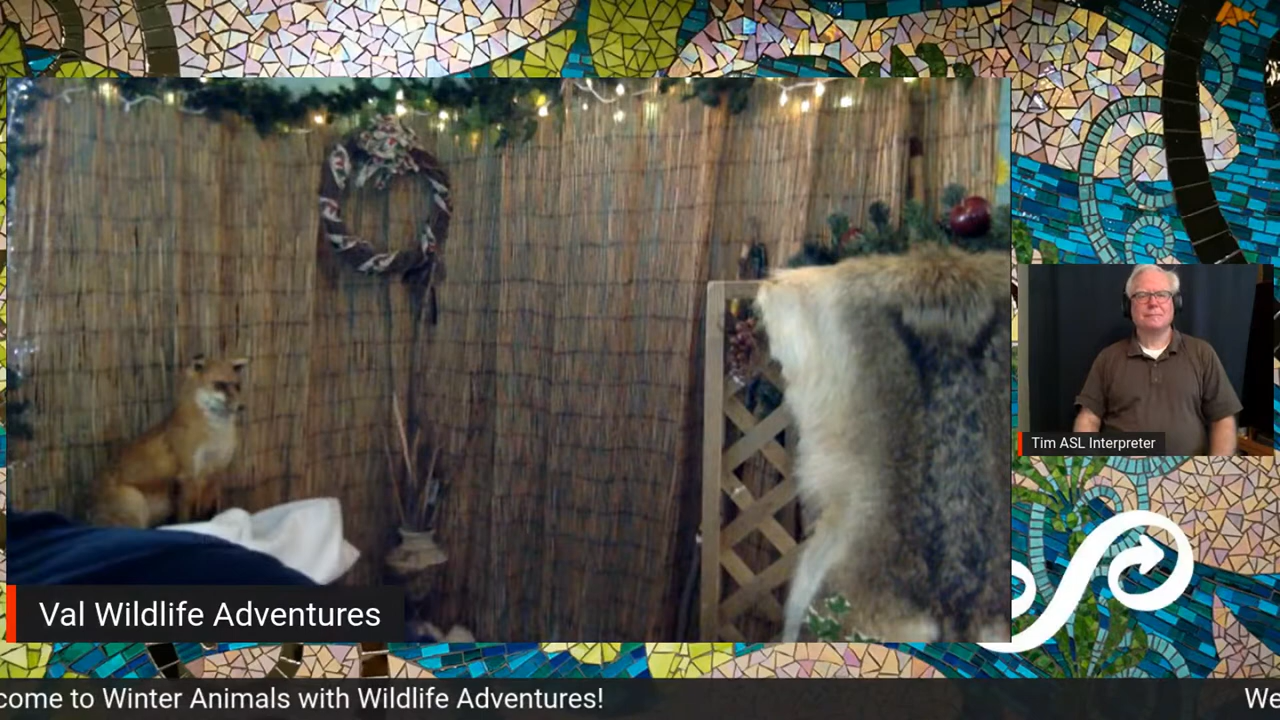 Tim ASL Interpreter
Val Wildlife Adventures
come to Winter Animals with Wildlife Adventures!
We